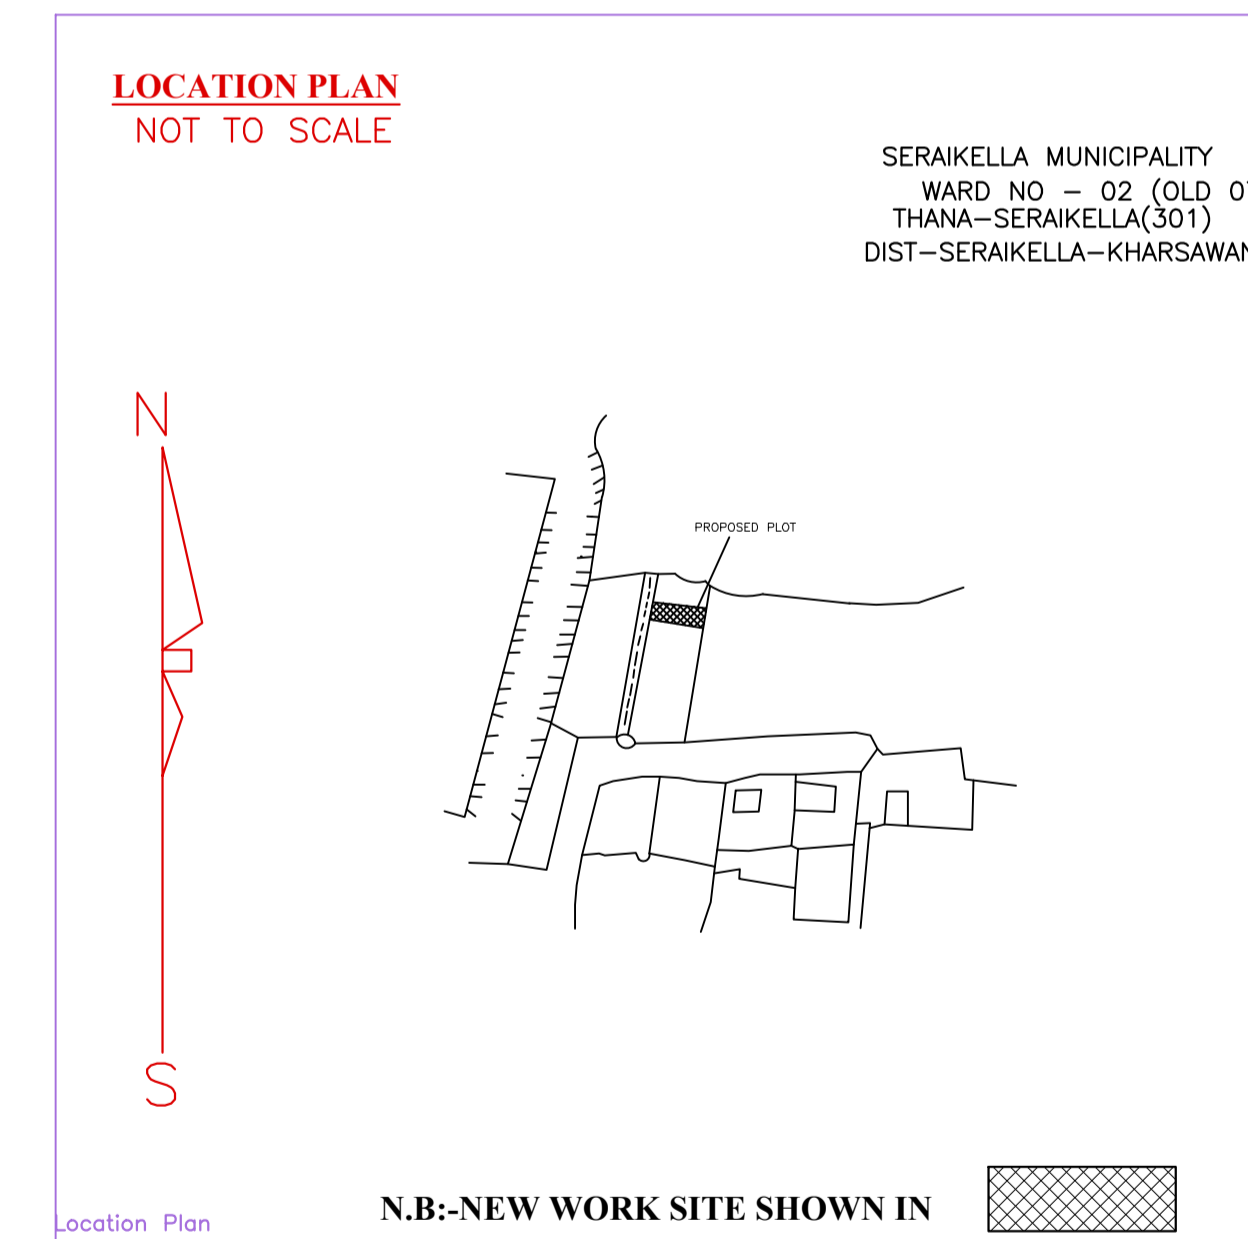 LOCATION PLAN
NOT TO SCALE
SERAIKELLA MUNICIPALITY
WARD NO - 02 (OLD
THANA-SERAIKELLA(301)
DIST-SERAIKELLA-KHARSAWAN
N
PROPOSED PLOT
S
N.B:-NEW WORK SITE SHOWN IN
Location Plan